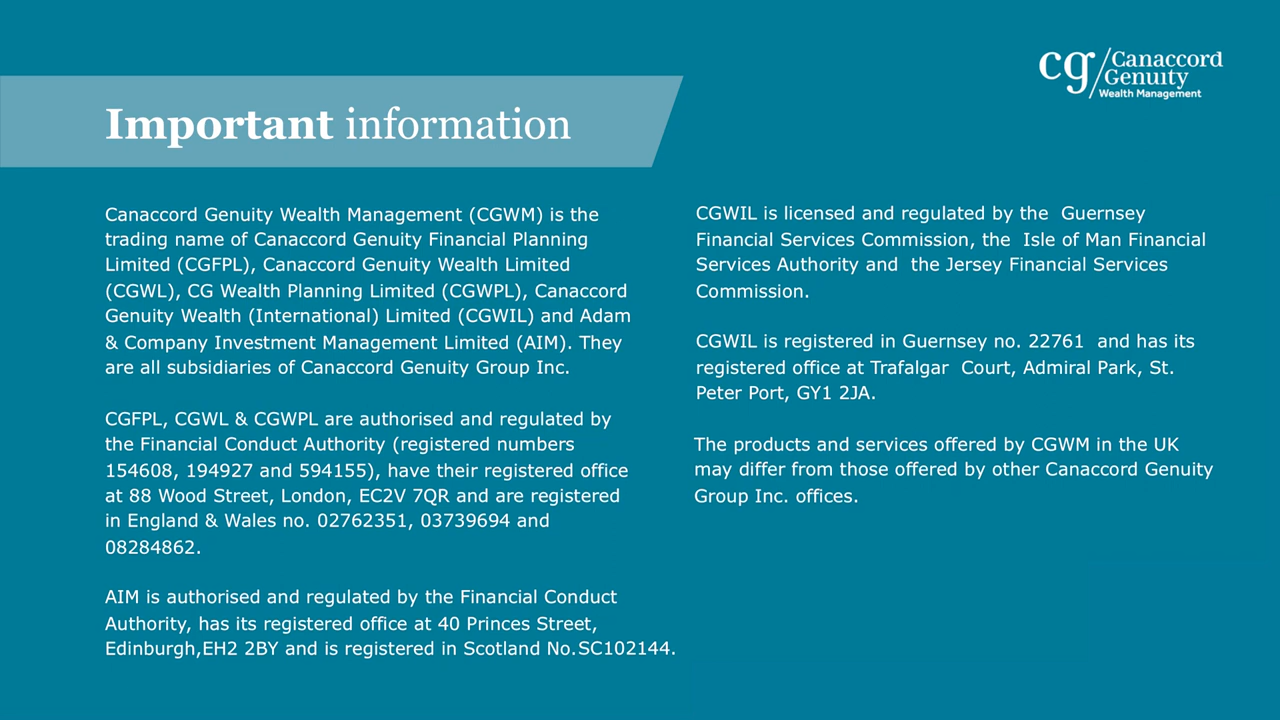 cg/Canaccord
Genuity
Wealth Management
Important information
Canaccord Genuity Wealth Management (CGWM) is the
trading name of Canaccord Genuity Financial Planning
Limited (CGFPL), Canaccord Genuity Wealth Limited
(CGWL), CG Wealth Planning Limited (CGWPL), Canaccord
Genuity Wealth (International) Limited (CGWIL) and Adam
& Company Investment Management Limited (AIM). They
are all subsidiaries of Canaccord Genuity Group Inc.
CGFPL, CGWL & CGWPL are authorised and regulated by
the Financial Conduct Authority (registered numbers
154608, 194927 and 594155), have their registered office
at 88 Wood Street, London, EC2V 7QR and are registered
in England & Wales no. 02762351, 03739694 and
08284862.
AIM is authorised and regulated by the Financial Conduct
Authority, has its registered office at 40 Princes Street,
Edinburgh,EH2 2BY and is registered in Scotland No.SC102144.
CGWIL is licensed and regulated by the Guernsey
Financial Services Commission, the Isle of Man Financial
Services Authority and the Jersey Financial Services
Commission.
CGWIL is registered in Guernsey no. 22761 and has its
registered office at Trafalgar Court, Admiral Park, St.
Peter Port, GY1 2JA.
The products and services offered by CGWM in the UK
may differ from those offered by other Canaccord Genuity
Group Inc. offices.